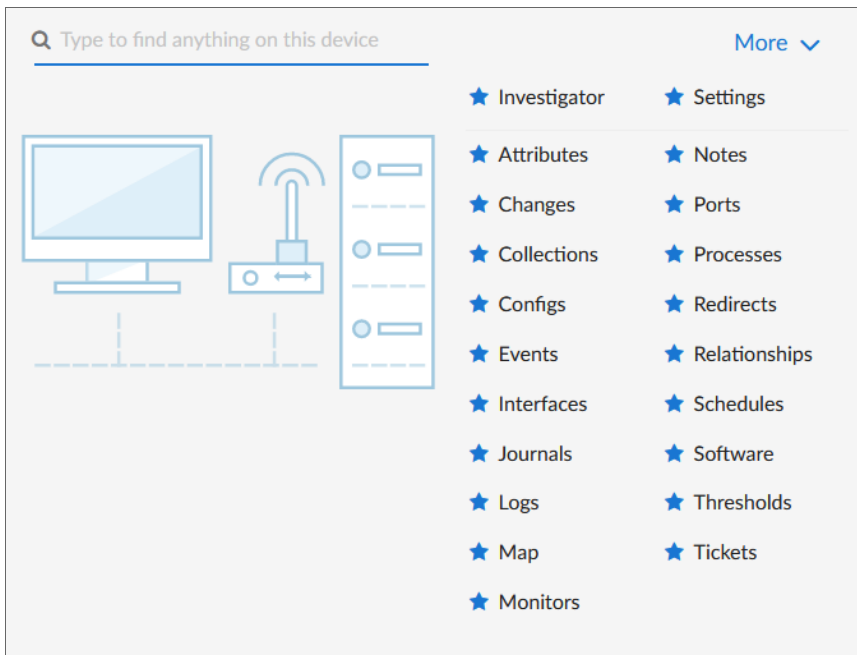 Type to find anything on this device
More
Investigator
Settings
Attributes
Notes
Changes
Ports
Collections
Processes
Configs
Redirects
Events
Relationships
Interfaces
Schedules
Journals
Software
Logs
Thresholds
Map
Tickets
Monitors